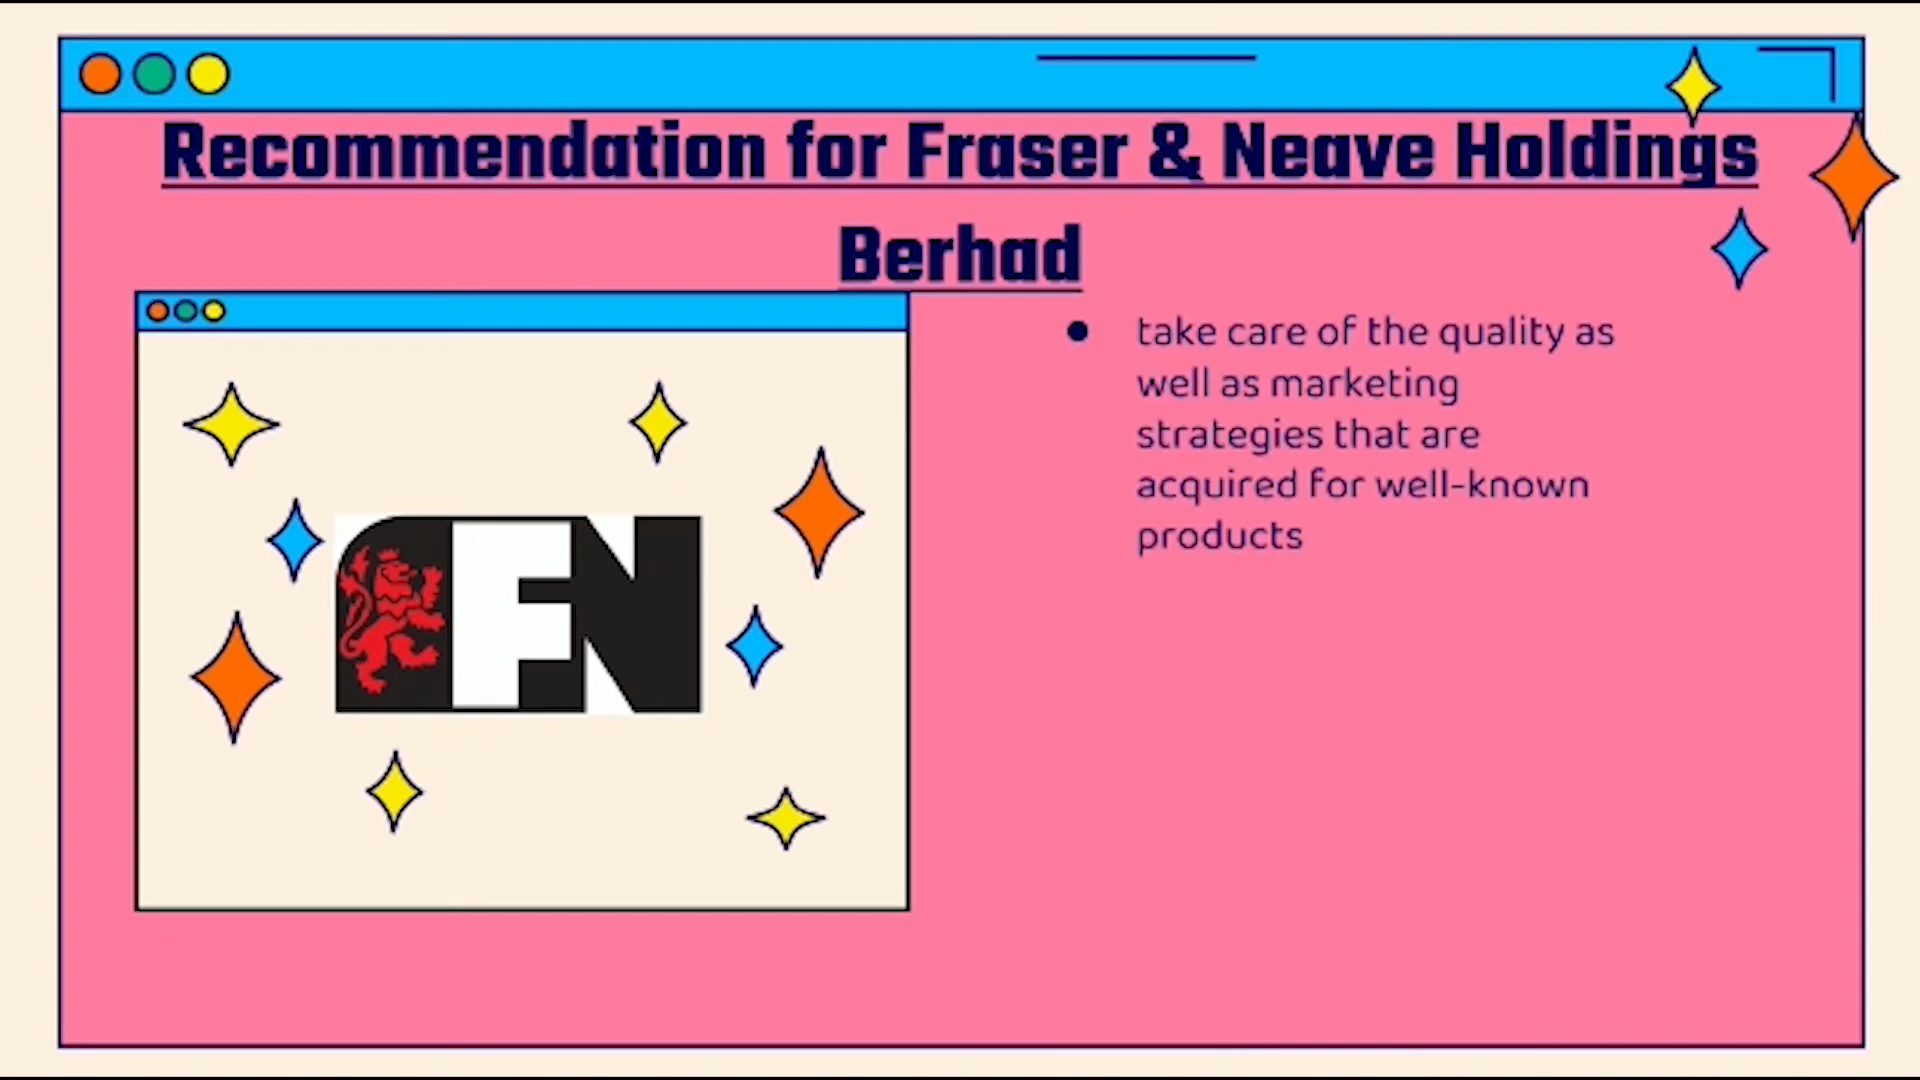 Recommendation for Fraser & Neave Holdings
Berhad
take care of the quality as
well as marketing
strategies that are
acquired for well-known
products
FN